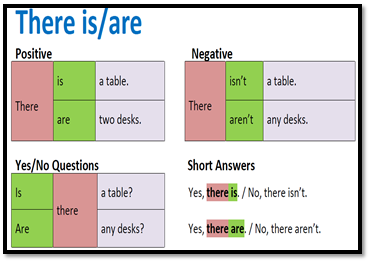 There is/are
Positive
There is a table.
are two desks.
Negative
There isn't a table.
aren't any desks.
Yes/No Questions
Is there a table?
Are any desks?
Short Answers
Yes, there is. / No, there isn't.
Yes, there are. / No, there aren't.